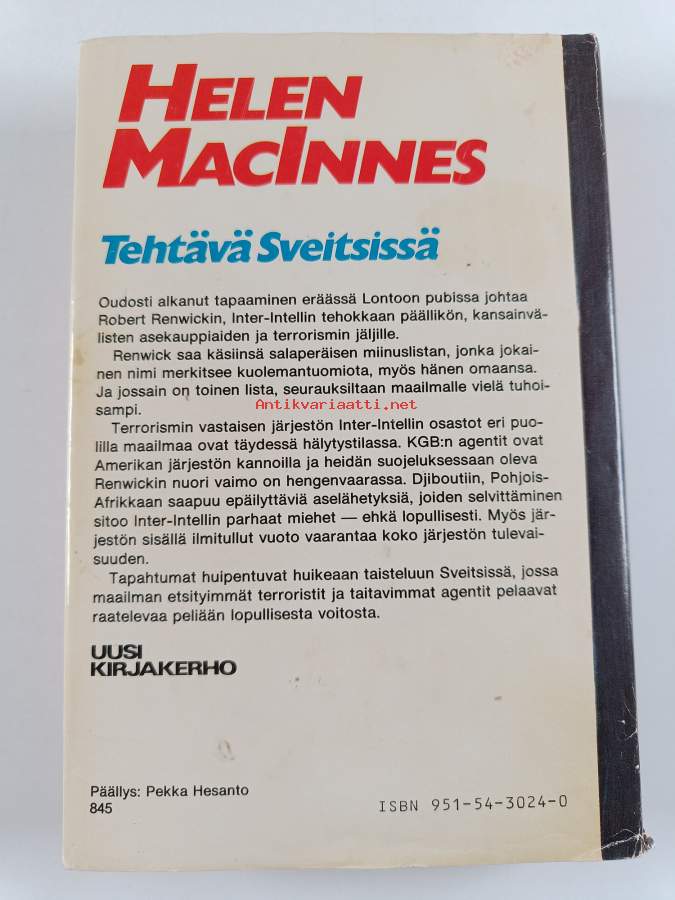 HELEN
MACINNES
Tehtävä Sveitsissä
Oudosti alkanut tapaaminen eräässä Lontoon pubissa johtaa
Robert Renwickin, Inter-Intellin tehokkaan päällikön, kansainvä-
listen asekauppiaiden ja terrorismin jäljille.
Renwick saa käsiinsä salaperäisen miinuslistan, jonka jokai-
nen nimi merkitsee kuolemantuomiota, myös hänen omaansa.
Ja jossain on toinen lista, seurauksiltaan maailmalle vielä tuhoi-
sampi.
Antikvariaatti.net
Terrorismin vastaisen järjestön Inter-Intellin osastot eri puo-
lilla maailmaa ovat täydessä hälytystilassa. KGB:n agentit ovat
Amerikan järjestön kannoilla ja heidän suojeluksessaan oleva
Renwickin nuori vaimo on hengenvaarassa. Djiboutiin, Pohjois-
Afrikkaan saapuu epäilyttäviä aselähetyksiä, joiden selvittäminen
sitoo Inter-Intellin parhaat miehet — ehkä lopullisesti. Myös jär-
jestön sisällä ilmitullut vuoto vaarantaa koko järjestön tulevai-
suuden.
Tapahtumat huipentuvat huikeaan taisteluun Sveitsissä, jossa
maailman etsityimmät terroristit ja taitavimmat agentit pelaavat
raatelevaa peliään lopullisesta voitosta.
UUSI
KIRJAKERHO
Päällys: Pekka Hesanto
845
ISBN 951-54-3024-0